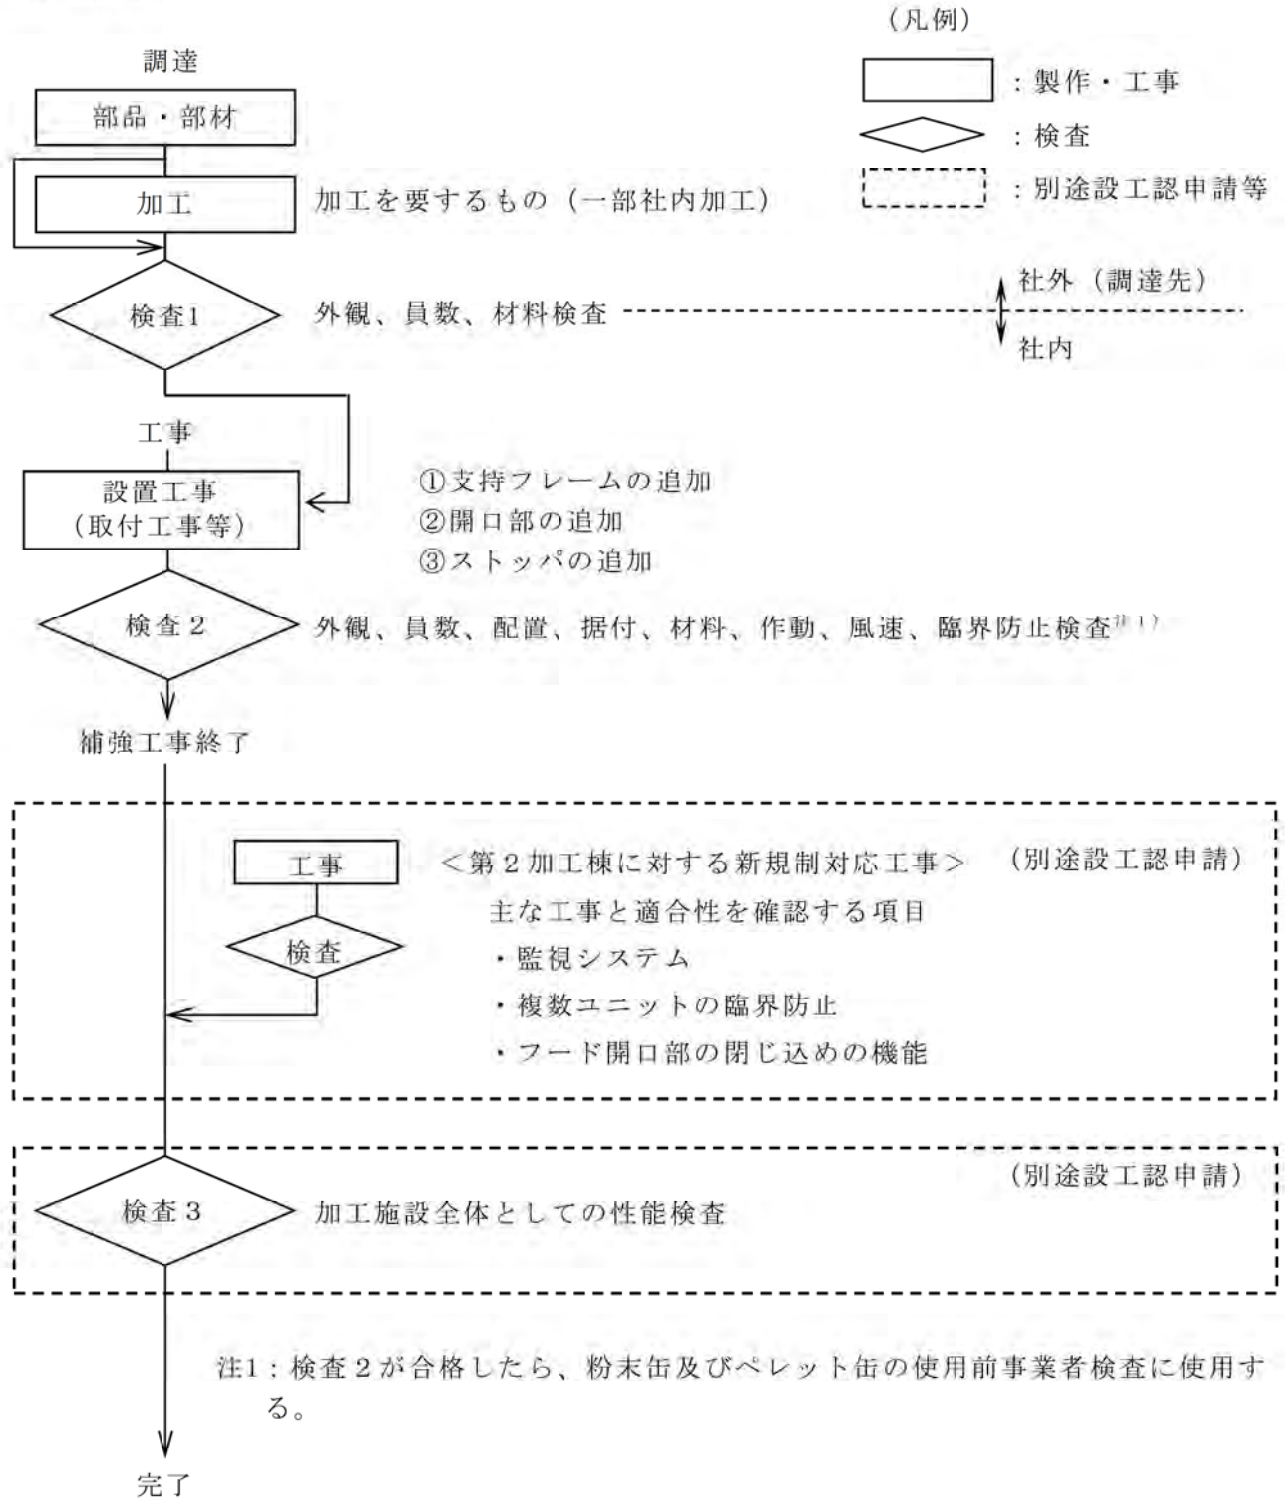 (凡例)
:製作・工事
:検査
:別途設工認申請等
社外(調達先)
社内
調達
部品・部材
加工
加工を要するもの(一部社内加工)
検査1
外観、員数、材料検査
工事
設置工事
(取付工事等)
①支持フレームの追加
②開口部の追加
③ストッパの追加
検査2
外観、員数、配置、据付、材料、作動、風速、臨界防止検査注1)
補強工事終了
(別途設工認申請)
工事
<第2加工棟に対する新規制対応工事>
検査
主な工事と適合性を確認する項目
・監視システム
・複数ユニットの臨界防止
・フード開口部の閉じ込めの機能
(別途設工認申請)
検査3
加工施設全体としての性能検査
注1:検査2が合格したら、粉末缶及びペレット缶の使用前事業者検査に使用す
る。
完了